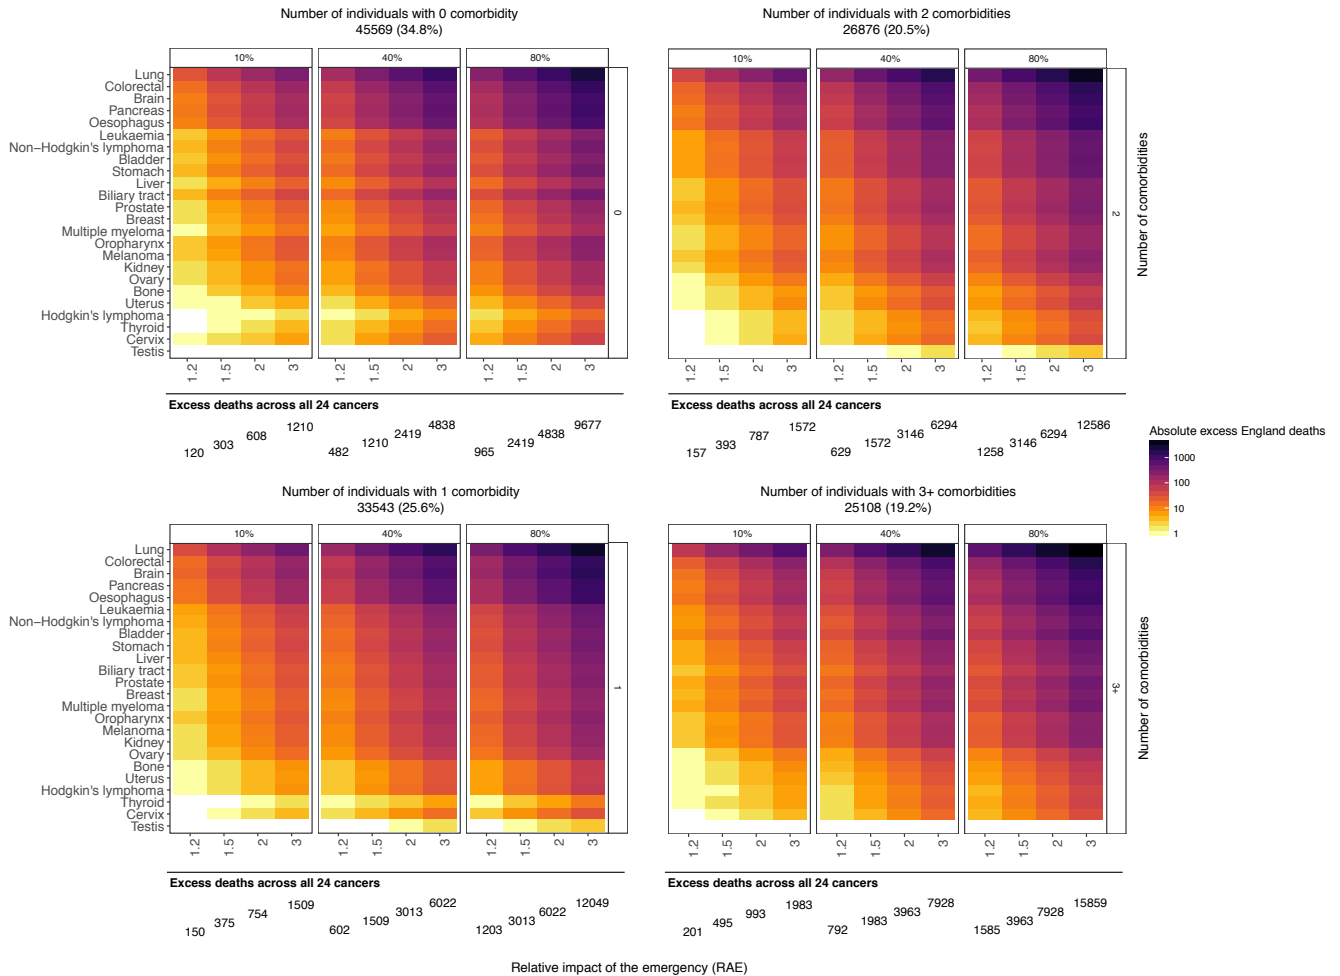 Number of individuals with 0 comorbidity
45569 (34.8%)
10% 40% 80%
Lung
Colorectal
Brain
Pancreas
Oesophagus
Leukaemia
Non−Hodgkin's lymphoma
Bladder
Stomach
Liver
Biliary tract
Prostate
Breast
Multiple myeloma
Oropharynx
Melanoma
Kidney
Ovary
Bone
Uterus
Hodgkin's lymphoma
Thyroid
Cervix
Testis
0
1.2 1.5 2 3 1.2 1.5 2 3 1.2 1.5 2 3
Excess deaths across all 24 cancers
120 303 608 1210 482 1210 2419 4838 965 2419 4838 9677
Number of individuals with 2 comorbidities
26876 (20.5%)
10% 40% 80%
2
Number of comorbidities
1.2 1.5 2 3 1.2 1.5 2 3 1.2 1.5 2 3
Excess deaths across all 24 cancers
157 393 787 1572 629 1572 3146 6294 1258 3146 6294 12586
Absolute excess England deaths
1000
100
10
1
Number of individuals with 1 comorbidity
33543 (25.6%)
10% 40% 80%
Lung
Colorectal
Brain
Pancreas
Oesophagus
Leukaemia
Non−Hodgkin's lymphoma
Bladder
Stomach
Liver
Biliary tract
Prostate
Breast
Multiple myeloma
Oropharynx
Melanoma
Kidney
Ovary
Bone
Uterus
Hodgkin's lymphoma
Thyroid
Cervix
Testis
1
1.2 1.5 2 3 1.2 1.5 2 3 1.2 1.5 2 3
Excess deaths across all 24 cancers
150 375 754 1509 602 1509 3013 6022 1203 3013 6022 12049
Number of individuals with 3+ comorbidities
25108 (19.2%)
10% 40% 80%
3+
Number of comorbidities
1.2 1.5 2 3 1.2 1.5 2 3 1.2 1.5 2 3
Excess deaths across all 24 cancers
201 495 993 1983 792 1983 3963 7928 1585 3963 7928 15859
Relative impact of the emergency (RAE)